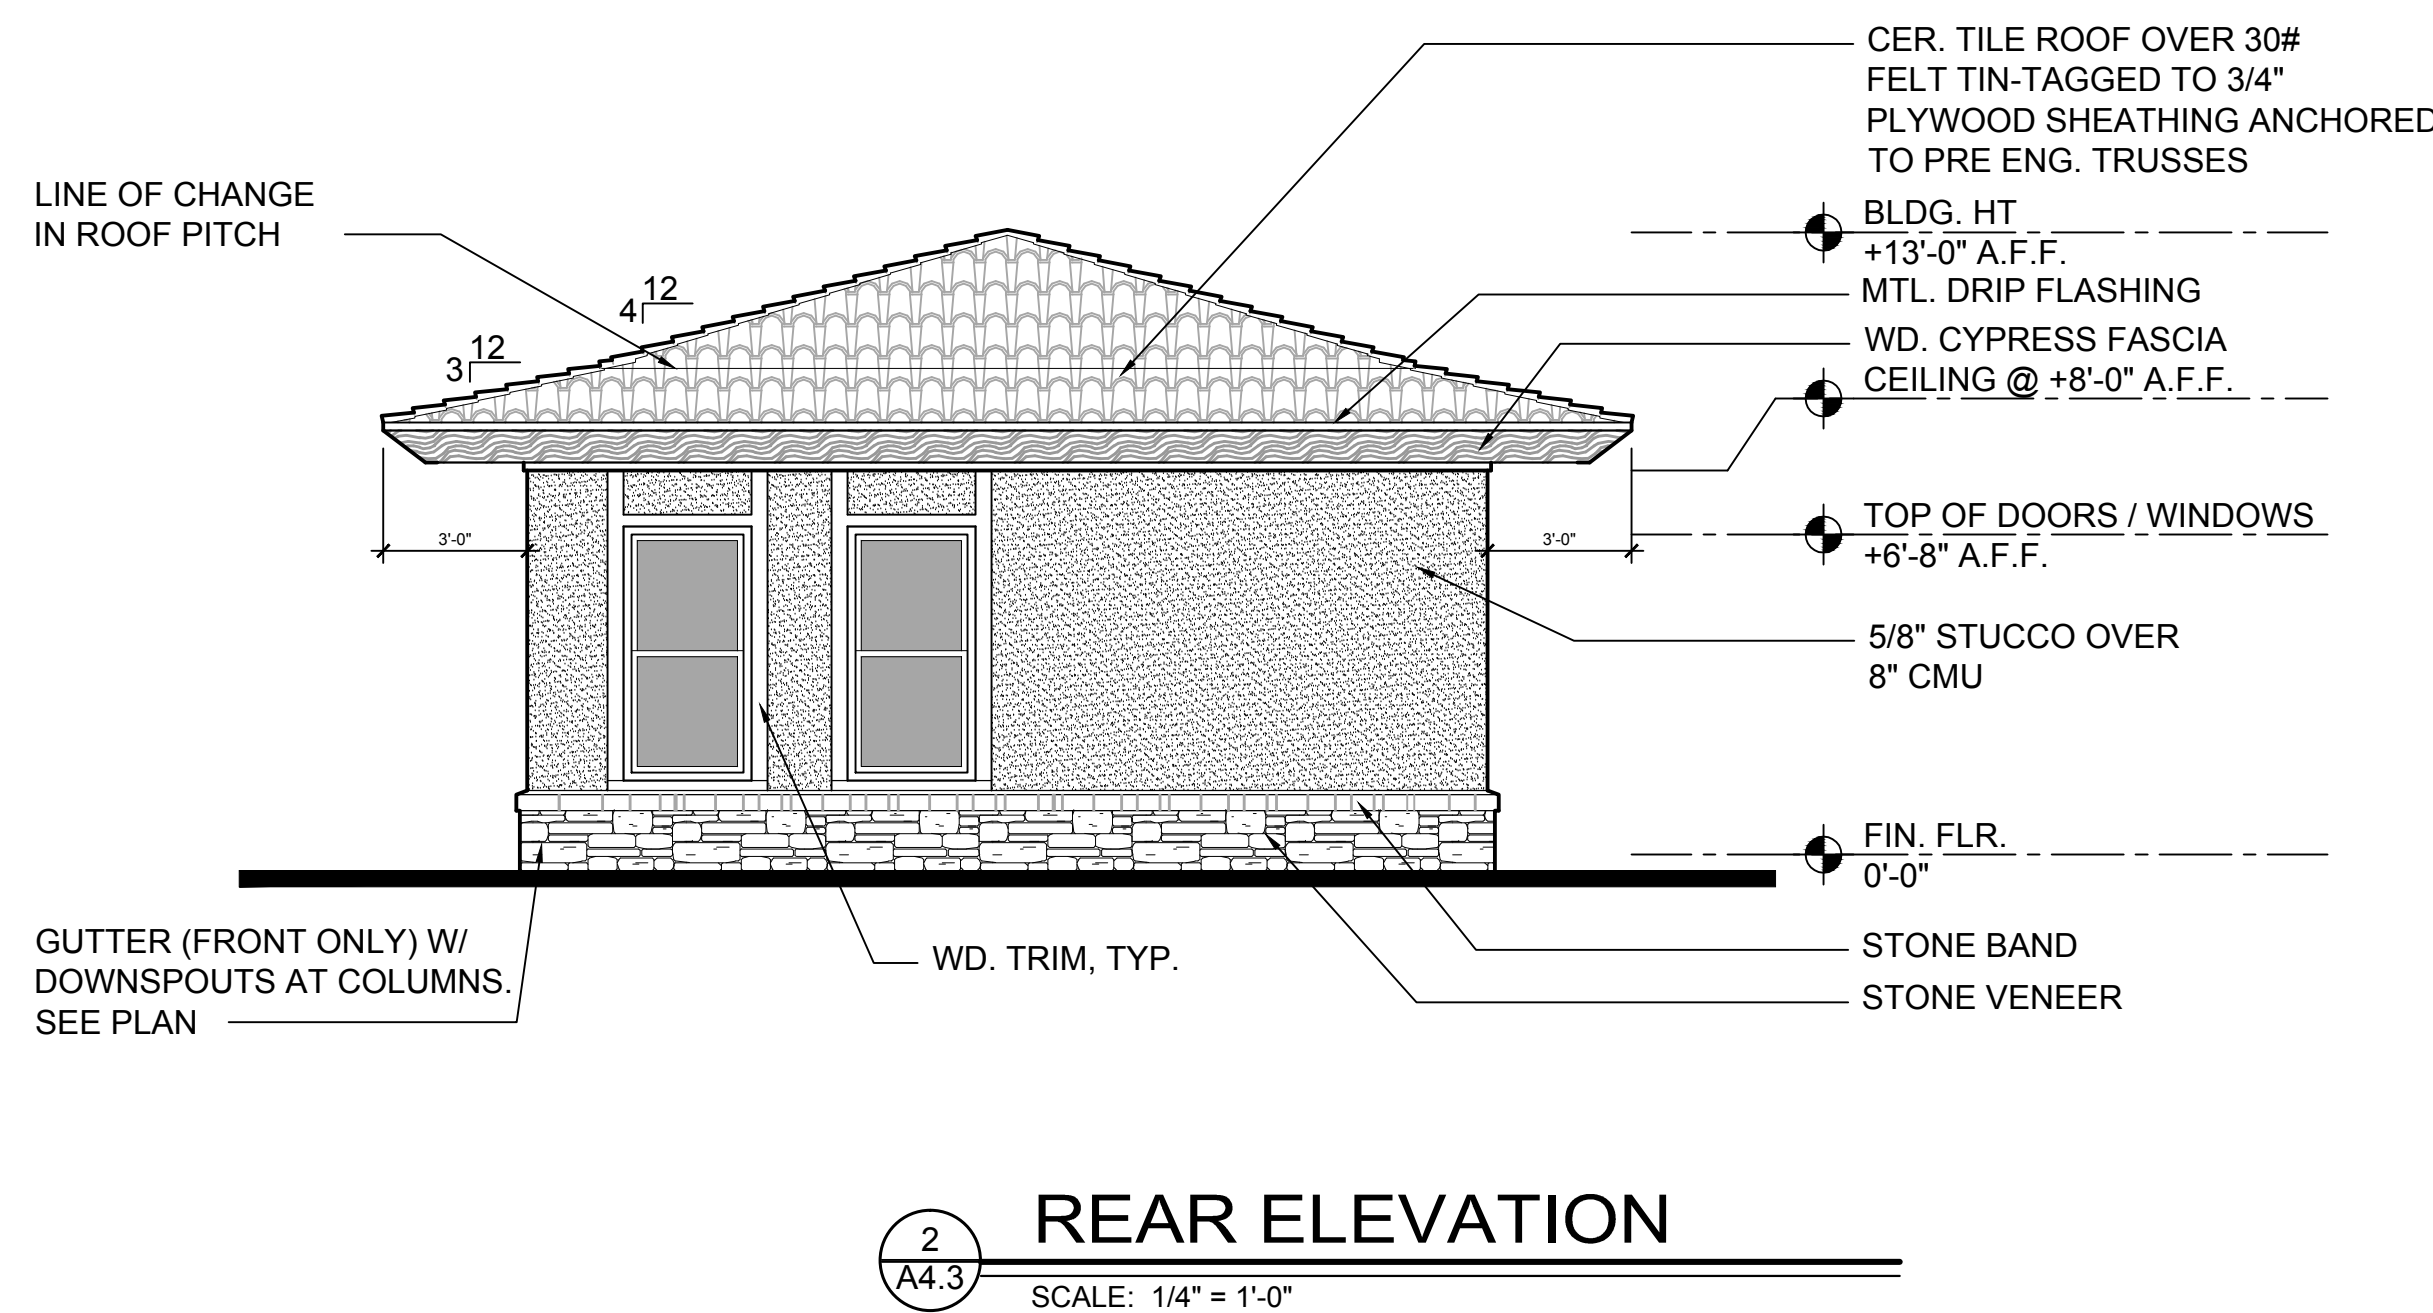 CER. TILE ROOF OVER 30#
FELT TIN-TAGGED TO 3/4"
PLYWOOD SHEATHING ANCHORED
TO PRE ENG. TRUSSES
LINE OF CHANGE
IN ROOF PITCH
BLDG. HT
+13'-0" A.F.F.
12
4
MTL. DRIP FLASHING
12
3
WD. CYPRESS FASCIA
CEILING @ +8'-0" A.F.F.
TOP OF DOORS / WINDOWS
+6'-8" A.F.F.
3'-0"
3'-0"
5/8" STUCCO OVER
8" CMU
FIN. FLR.
0'-0"
GUTTER (FRONT ONLY) W/
DOWNSPOUTS AT COLUMNS.
SEE PLAN
WD. TRIM, TYP.
STONE BAND
STONE VENEER
2
A4.3
REAR ELEVATION
SCALE: 1/4" = 1'-0"